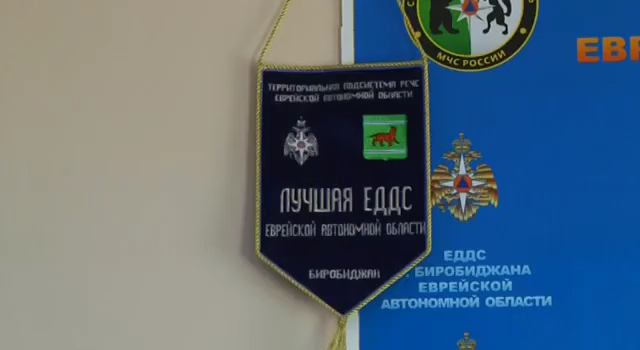 МЧС РОССИИ
ЕВР
ТЕРРИТОРИАЛЬНАЯ ПОДСИСТЕМА РСЧС
ЕВРЕЙСКОЙ АВТОНОМНОЙ ОБЛАСТИ
ЛУЧШАЯ ЕДДС
ЕВРЕЙСКОЙ АВТОНОМНОЙ ОБЛАСТИ
БИРОБИДЖАН
ЕДДС
БИРОБИДЖАНА
ЕВРЕЙСКОЙ
АВТОНОМНОЙ ОБЛАСТИ